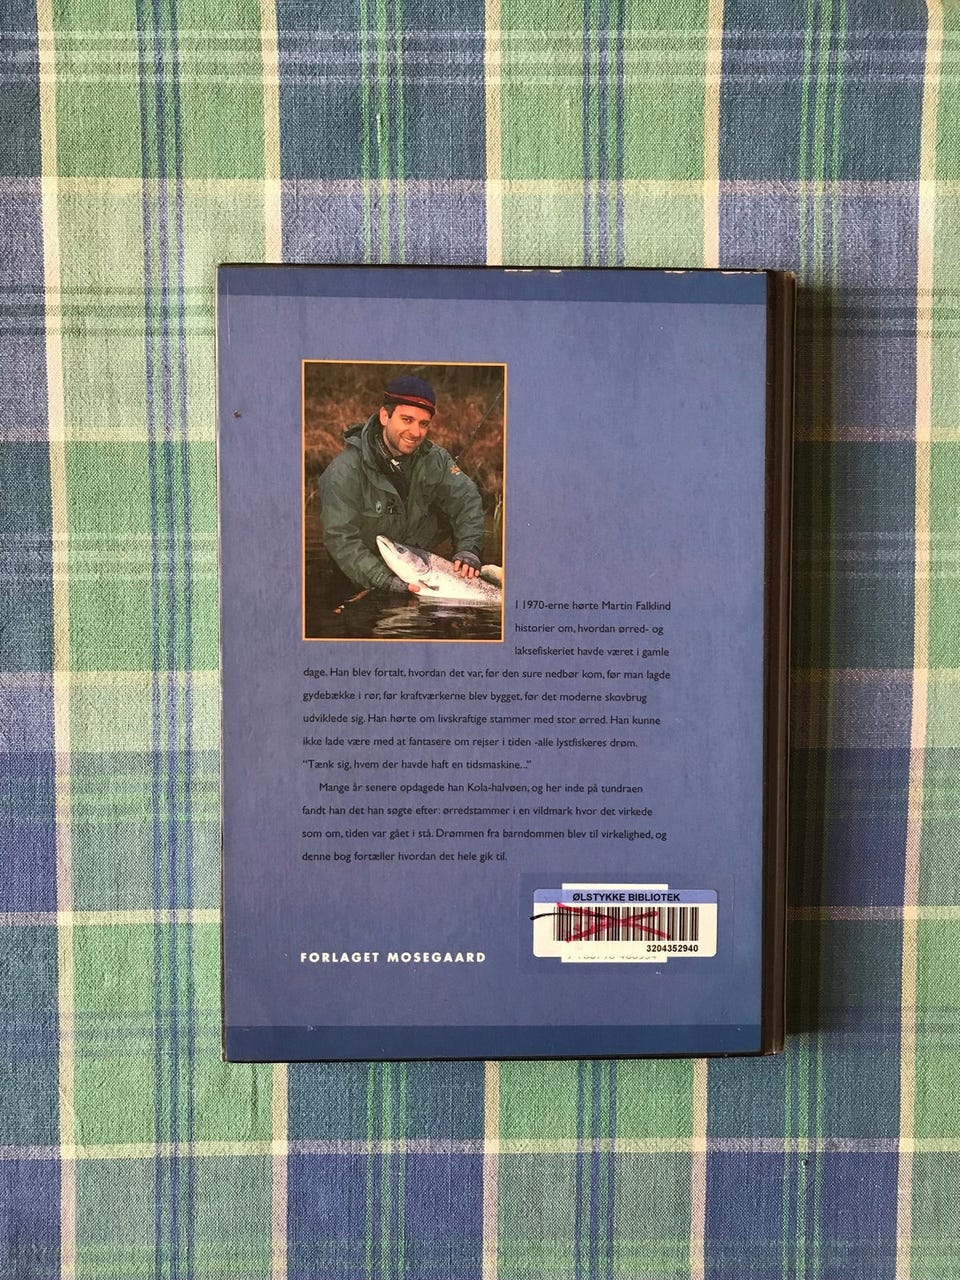 I 1970-erne hørte Martin Falklind
historier om, hvordan ørred- og
laksefiskeriet havde været i gamle
dage. Han blev fortalt, hvordan det var, før den sure nedbør kom, før man lagde
gydebække i rør, før kraftværkerne blev bygget, før det moderne skovbrug
udviklede sig. Han hørte om livskraftige stammer med stor ørred. Han kunne
ikke lade være med at fantasere om rejser i tiden -alle lystfiskeres drøm.
"Tænk sig, hvem der havde haft en tidsmaskine..."
Mange år senere opdagede han Kola-halvøen, og her inde på tundraen
fandt han det han søgte efter: ørredstammer i en vildmark hvor det virkede
som om, tiden var gået i stå. Drømmen fra barndommen blev til virkelighed, og
denne bog fortæller hvordan det hele gik til.
ØLSTYKKE BIBLIOTEK
3204352940
FORLAGET MOSEGAARD